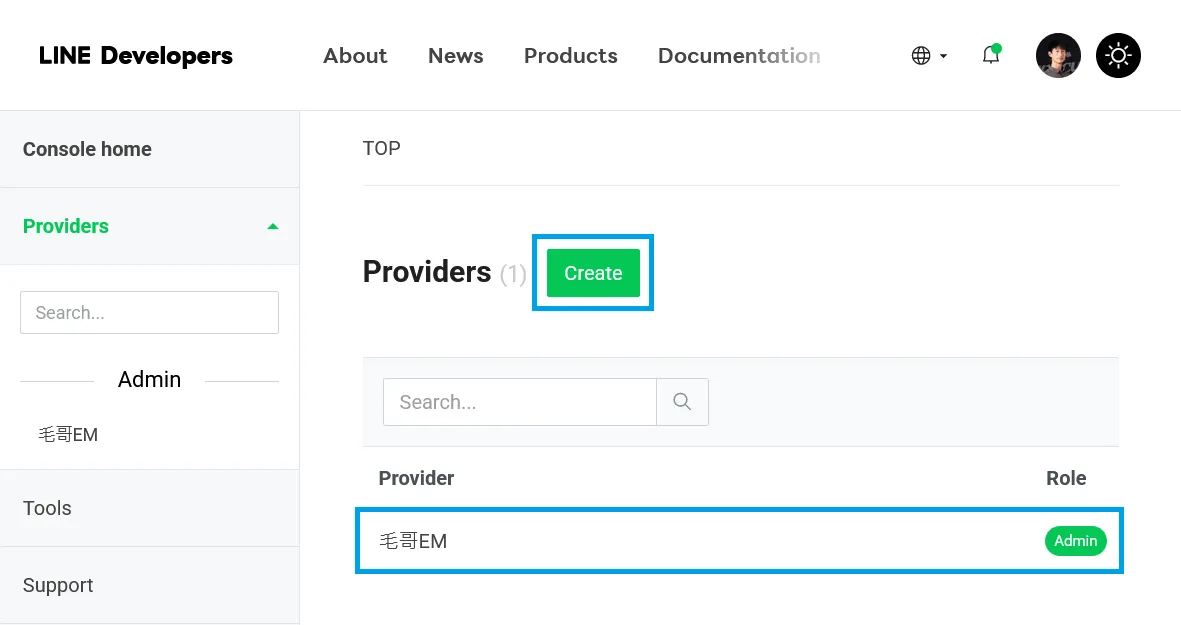 LINE Developers
About News Products Documentation
Console home
Providers
Search...
Admin
毛哥EM
Tools
Support
TOP
Providers (1) Create
Search...
Provider Role
毛哥EM Admin